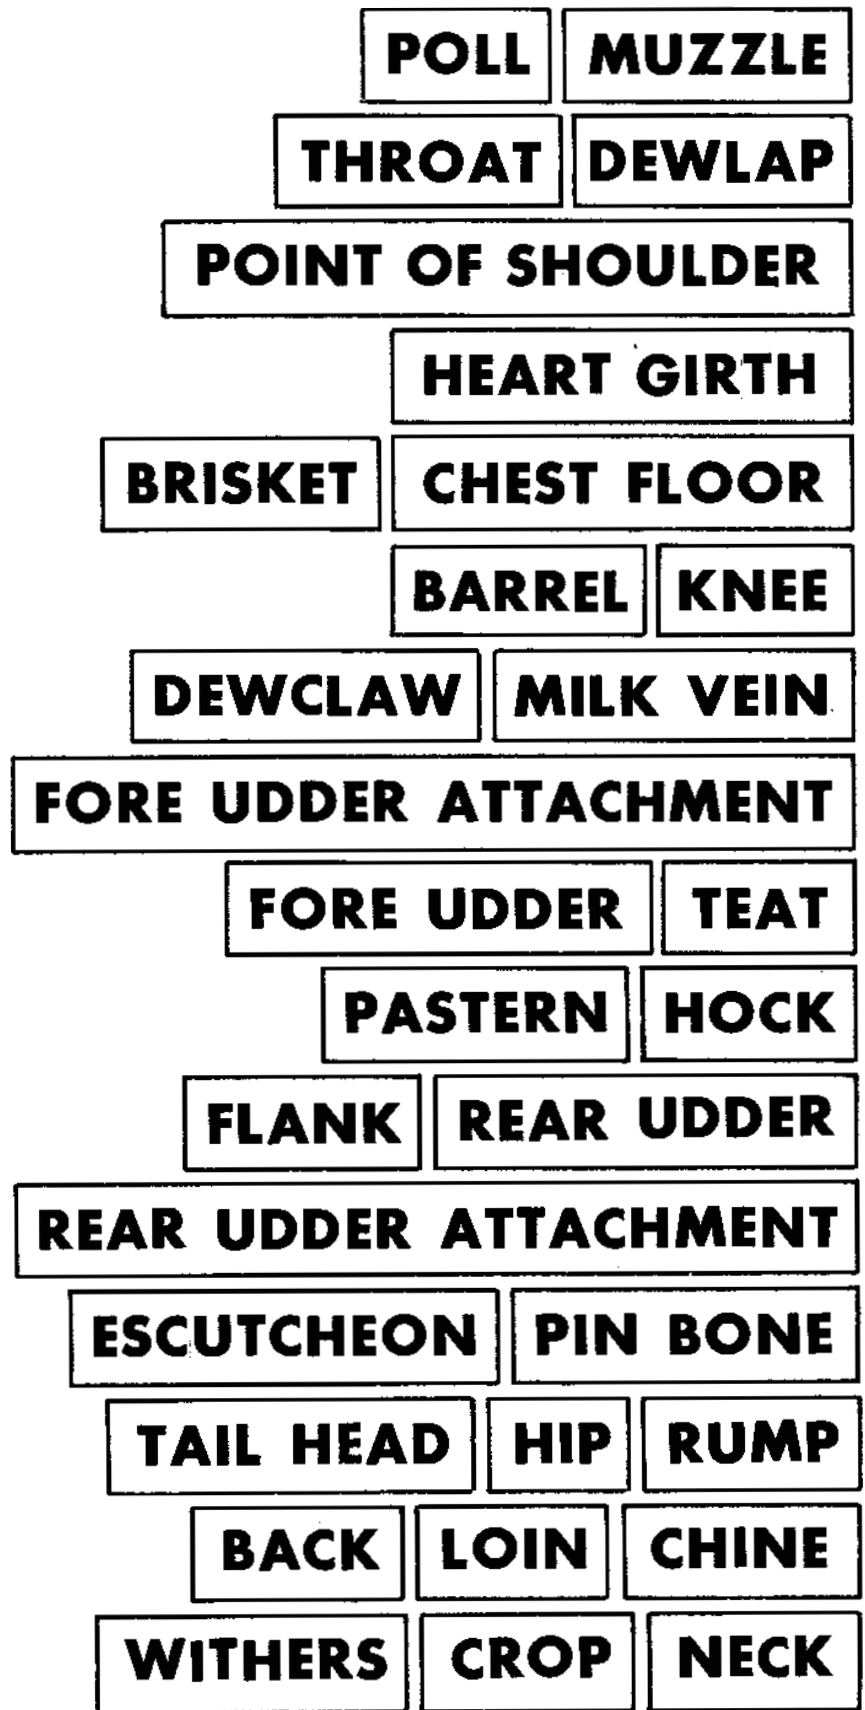 POLL MUZZLE
THROAT DEWLAP
POINT OF SHOULDER
HEART GIRTH
BRISKET CHEST FLOOR
BARREL KNEE
DEWCLAW MILK VEIN
FORE UDDER ATTACHMENT
FORE UDDER TEAT
PASTERN HOCK
FLANK REAR UDDER
REAR UDDER ATTACHMENT
ESCUTCHEON PIN BONE
TAIL HEAD HIP RUMP
BACK LOIN CHINE
WITHERS CROP NECK